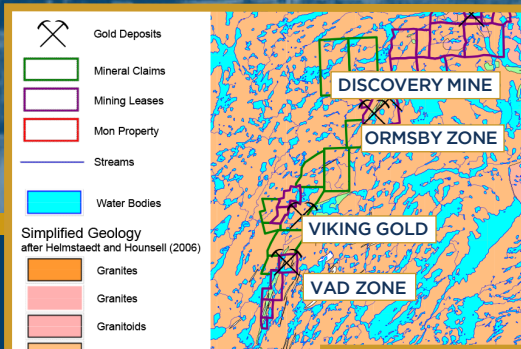 Gold Deposits
Mineral Claims
Mining Leases
Mon Property
Streams
Water Bodies
Simplified Geology
after Helmstaedt and Hounsell (2006)
Granites
Granites
Granitoids
DISCOVERY MINE
ORMSBY ZONE
VIKING GOLD
VAD ZONE